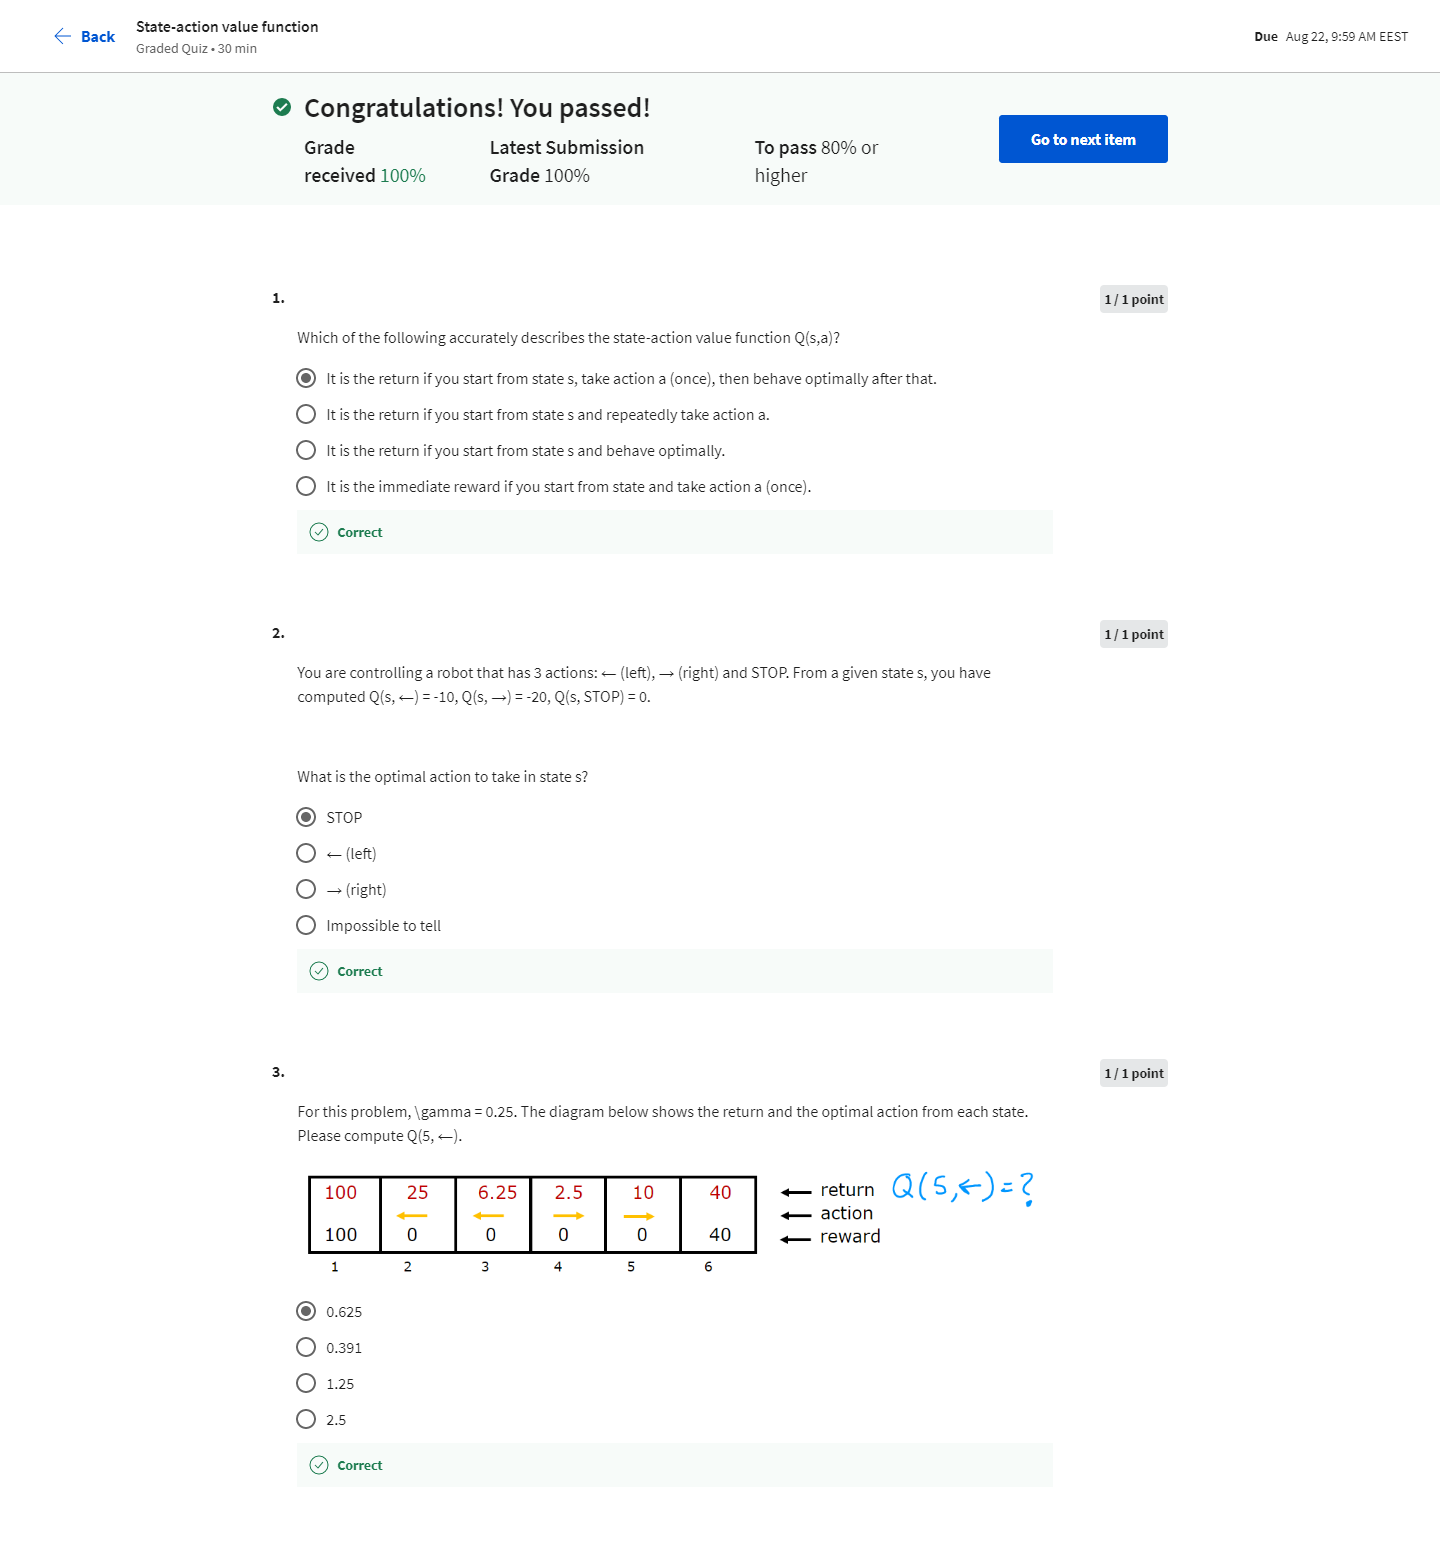 Back
State-action value function
Graded Quiz • 30 min
Due Aug 22, 9:59 AM EEST
Congratulations! You passed!
Grade
received 100%
Latest Submission
Grade 100%
To pass 80% or
higher
Go to next item
1.
1 / 1 point
Which of the following accurately describes the state-action value function Q(s,a)?
It is the return if you start from state s, take action a (once), then behave optimally after that.
It is the return if you start from state s and repeatedly take action a.
It is the return if you start from state s and behave optimally.
It is the immediate reward if you start from state and take action a (once).
Correct
2.
1 / 1 point
You are controlling a robot that has 3 actions: ← (left), → (right) and STOP. From a given state s, you have
computed Q(s, ←) = -10, Q(s, →) = -20, Q(s, STOP) = 0.
What is the optimal action to take in state s?
STOP
← (left)
→ (right)
Impossible to tell
Correct
3.
1 / 1 point
For this problem, \gamma = 0.25. The diagram below shows the return and the optimal action from each state.
Please compute Q(5, ←).
100 25 6.25 2.5 10 40 ← return Q(5,←)=?
← ← → → ← action
100 0 0 0 0 40 ← reward
1 2 3 4 5 6
0.625
0.391
1.25
2.5
Correct